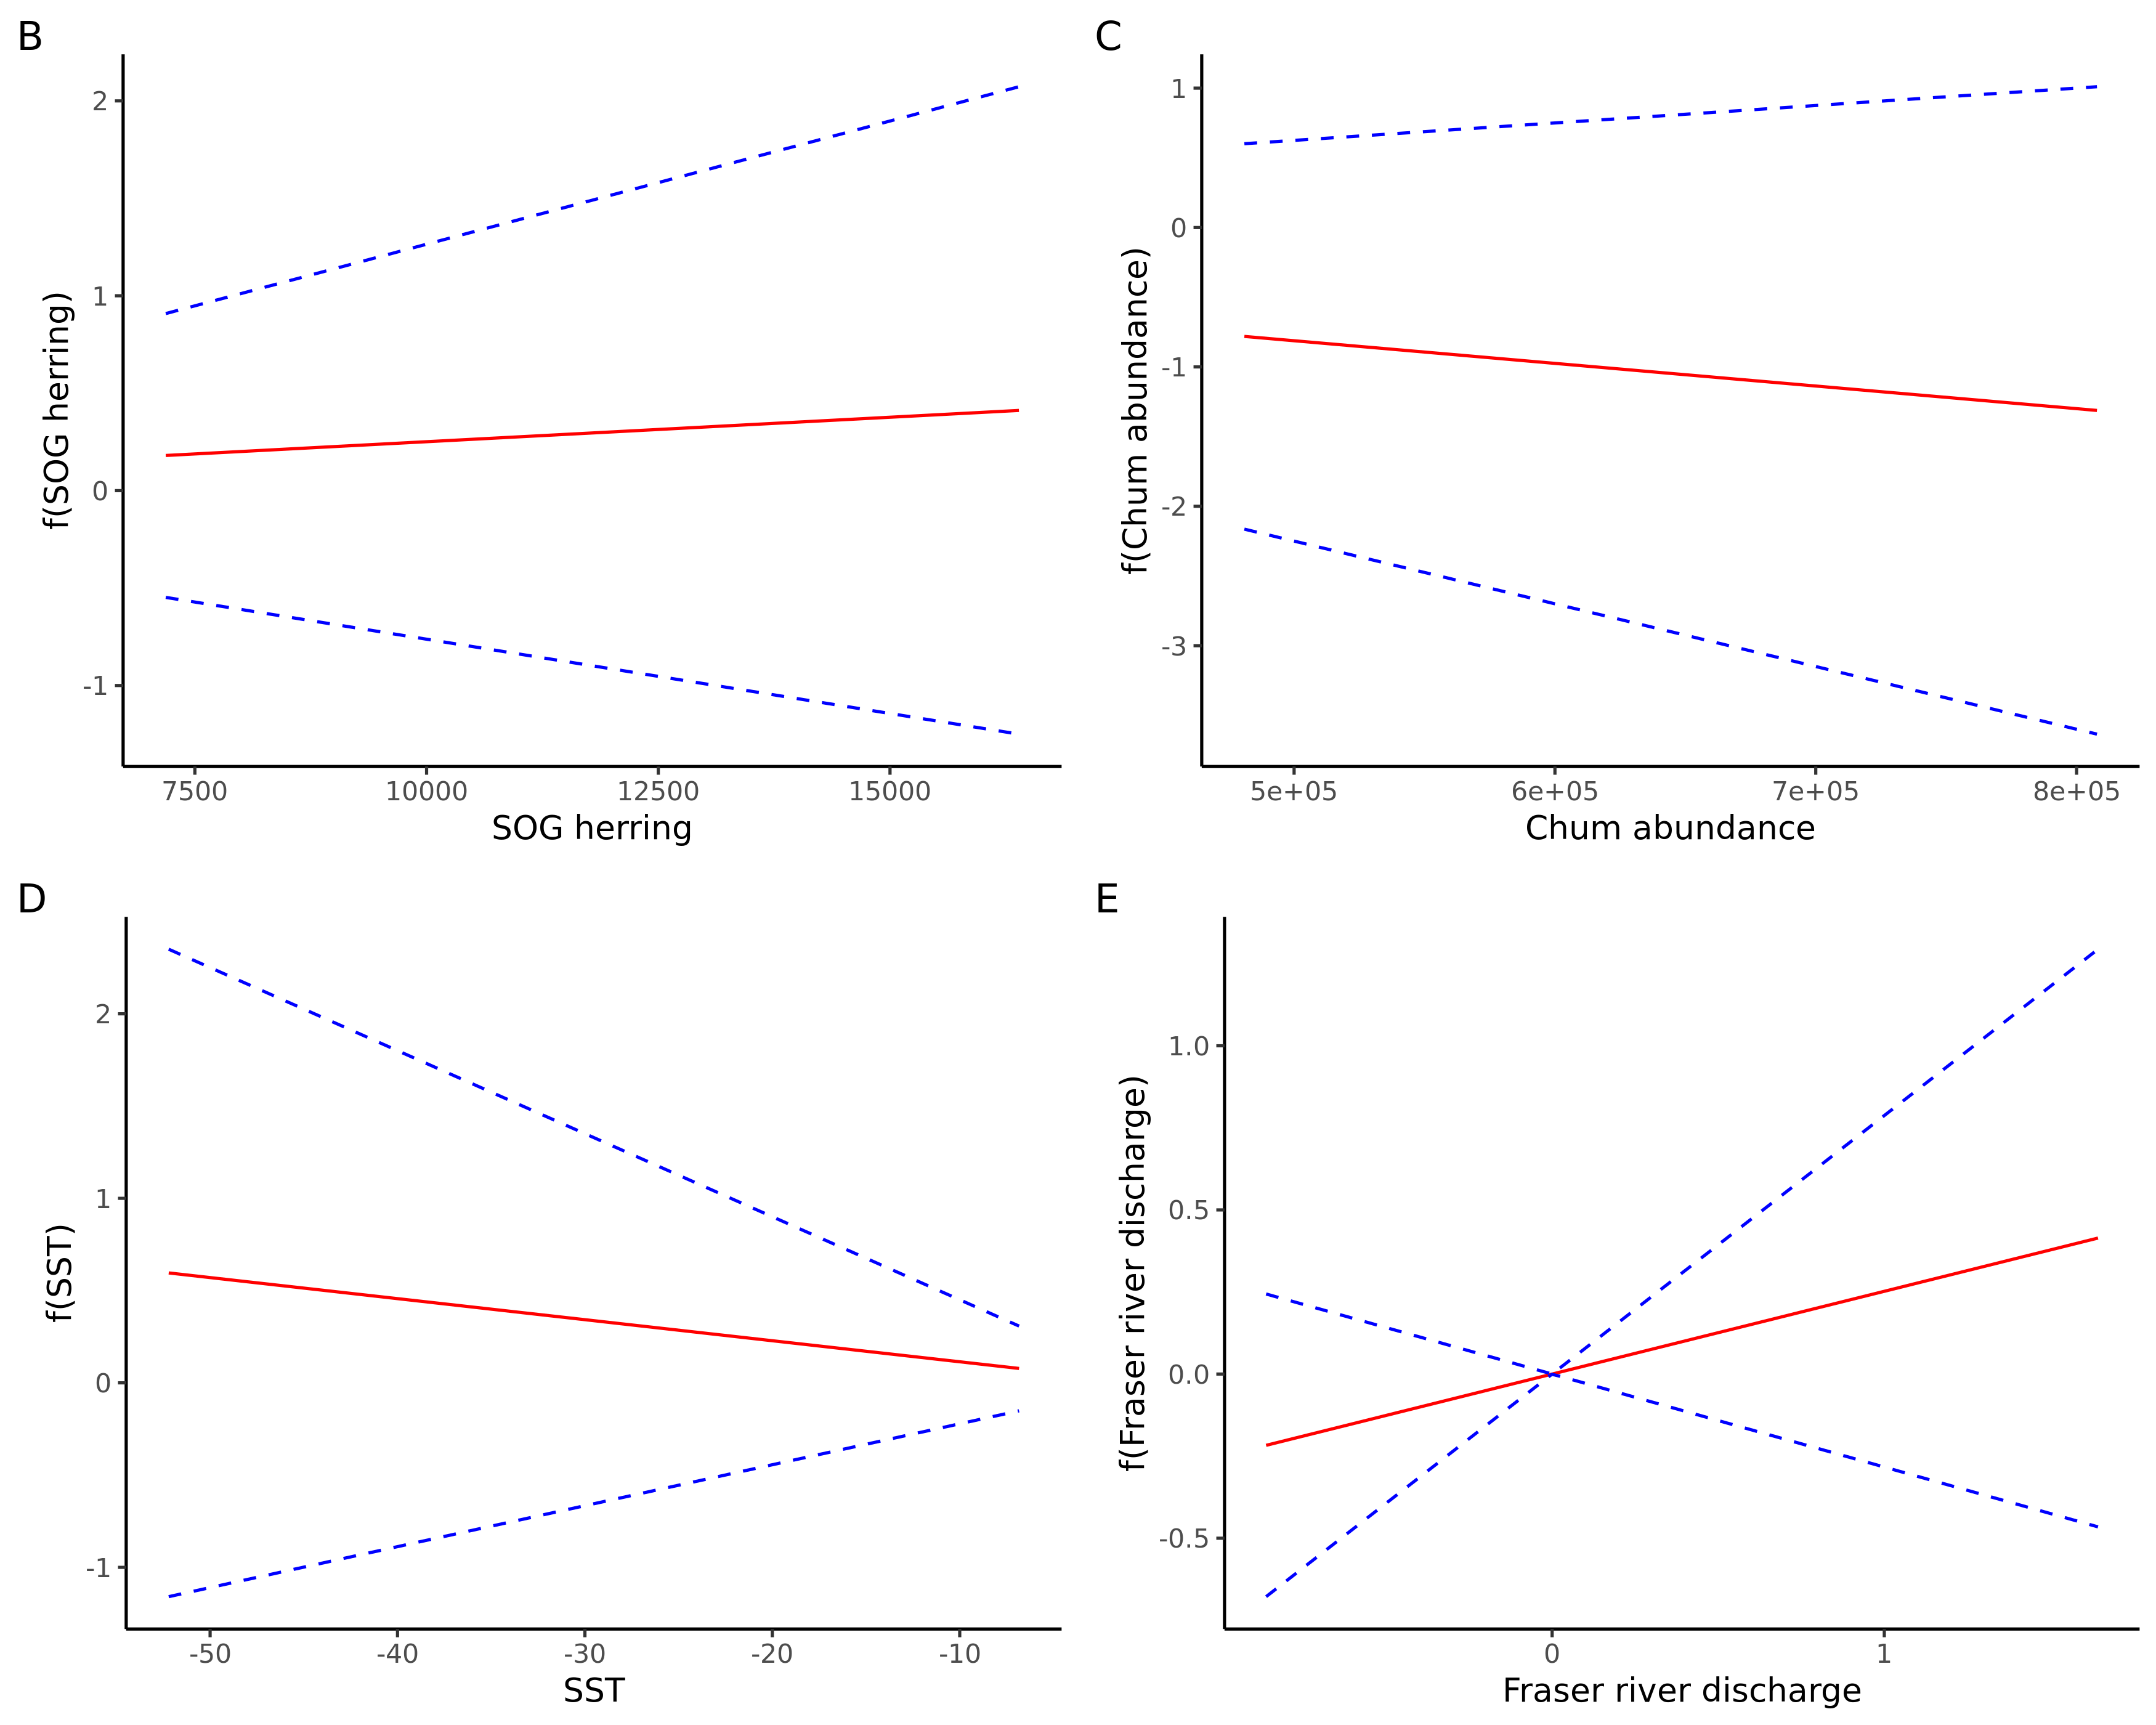 B
f(SOG herring)
2
1
0
-1
7500 10000 12500 15000
SOG herring
C
f(Chum abundance)
1
0
-1
-2
-3
5e+05 6e+05 7e+05 8e+05
Chum abundance
D
f(SST)
2
1
0
-1
-50 -40 -30 -20 -10
SST
E
f(Fraser river discharge)
1.0
0.5
0.0
-0.5
0 1
Fraser river discharge